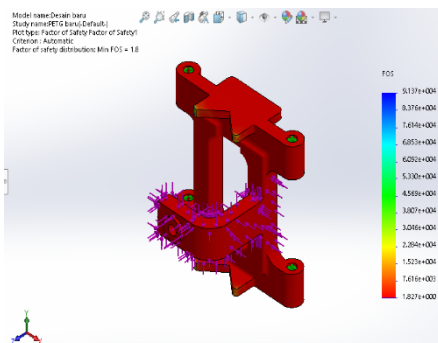 Model name:Desain baru
Study name:PETG baru(-Default-)
Plot type: Factor of Safety Factor of Safety1
Criterion : Automatic
Factor of safety distribution: Min FOS = 1.8
FOS
9.137e+004
8.376e+004
7.614e+004
6.853e+004
6.092e+004
5.330e+004
4.569e+004
3.807e+004
3.046e+004
2.284e+004
1.523e+004
7.616e+003
1.827e+000
Y
X
Z